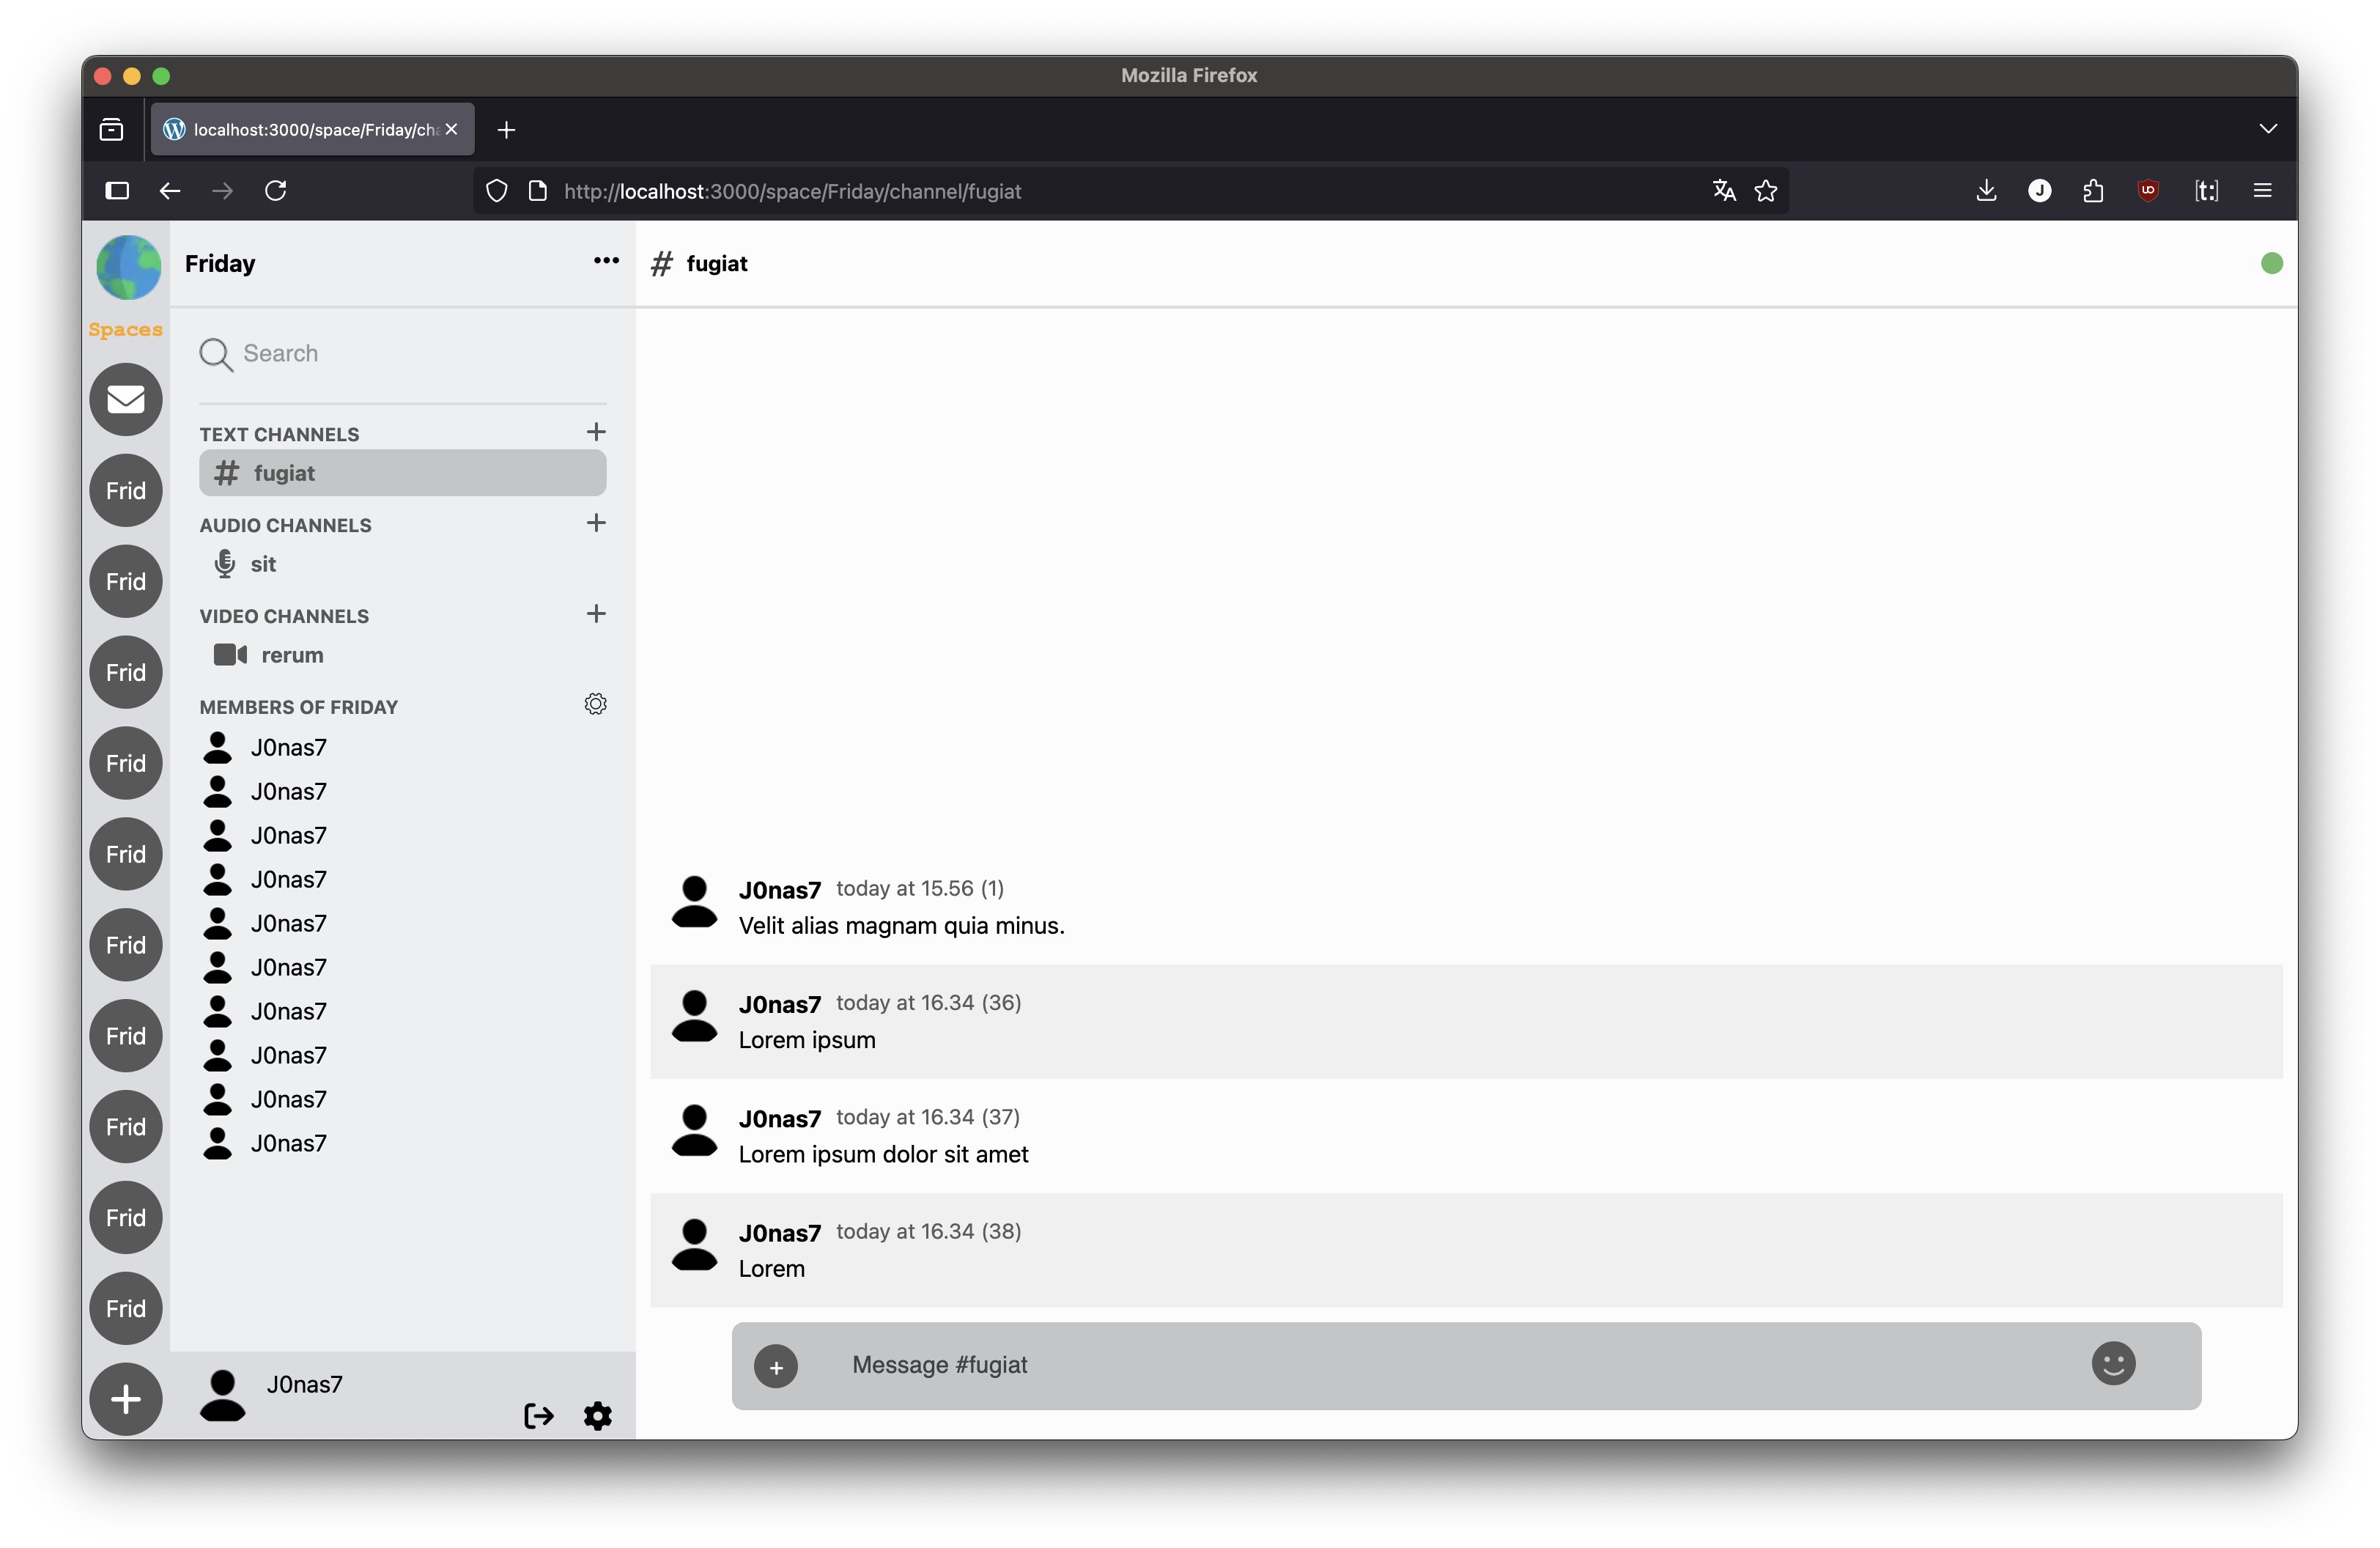 Mozilla Firefox
localhost:3000/space/Friday/cha
http://localhost:3000/space/Friday/channel/fugiat
J
UD
[t:]
Spaces
Frid
Frid
Frid
Frid
Frid
Frid
Frid
Frid
Frid
Frid
Friday
Search
TEXT CHANNELS
# fugiat
AUDIO CHANNELS
sit
VIDEO CHANNELS
rerum
MEMBERS OF FRIDAY
J0nas7
J0nas7
J0nas7
J0nas7
J0nas7
J0nas7
J0nas7
J0nas7
J0nas7
J0nas7
J0nas7
# fugiat
J0nas7 today at 15.56 (1)
Velit alias magnam quia minus.
J0nas7 today at 16.34 (36)
Lorem ipsum
J0nas7 today at 16.34 (37)
Lorem ipsum dolor sit amet
J0nas7 today at 16.34 (38)
Lorem
Message #fugiat